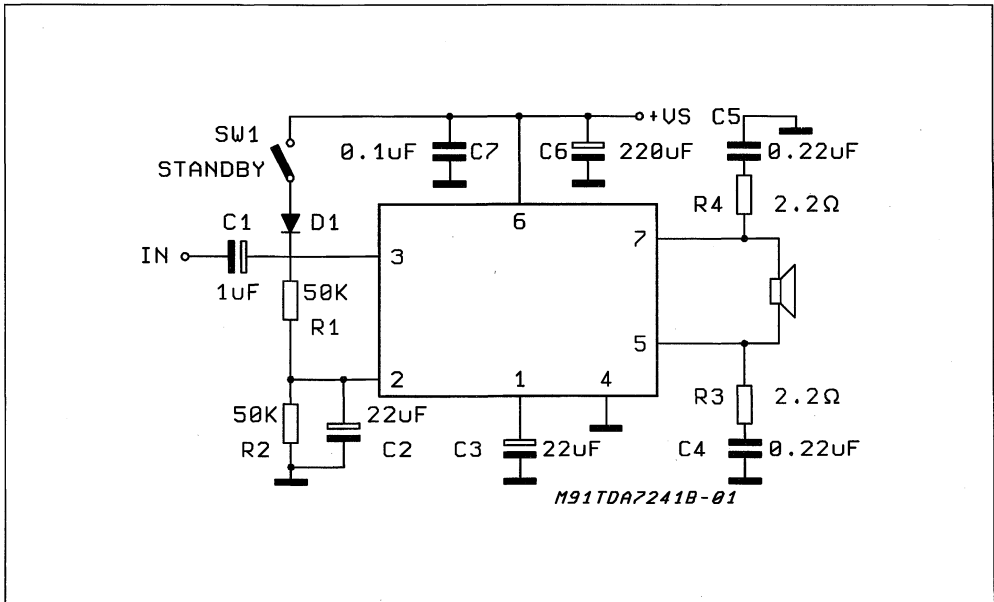 +VS C5
SW1
STANDBY
0.1uF C7
C6 220uF
0.22uF
R4 2.2Ω
C1
D1
6
7
IN
3
1uF
50K
R1
5
2
1
4
50K
22uF
R2
C2
C3
22uF
R3 2.2Ω
C4
0.22uF
M91TDA7241B-01